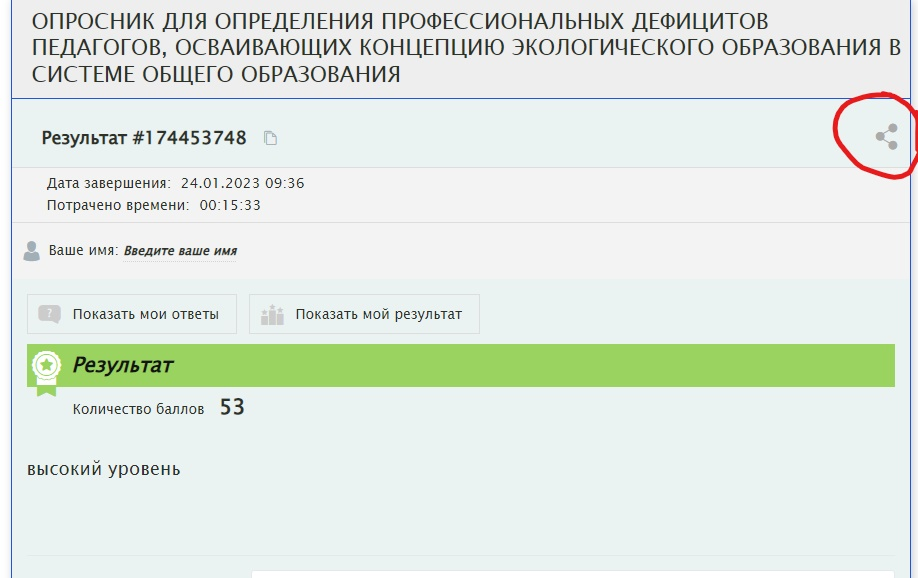 ОПРОСНИК ДЛЯ ОПРЕДЕЛЕНИЯ ПРОФЕССИОНАЛЬНЫХ ДЕФИЦИТОВ
ПЕДАГОГОВ, ОСВАИВАЮЩИХ КОНЦЕПЦИЮ ЭКОЛОГИЧЕСКОГО ОБРАЗОВАНИЯ В
СИСТЕМЕ ОБЩЕГО ОБРАЗОВАНИЯ
Результат #174453748
Дата завершения: 24.01.2023 09:36
Потрачено времени: 00:15:33
Ваше имя: Введите ваше имя
Показать мои ответы Показать мой результат
Результат
Количество баллов 53
высокий уровень